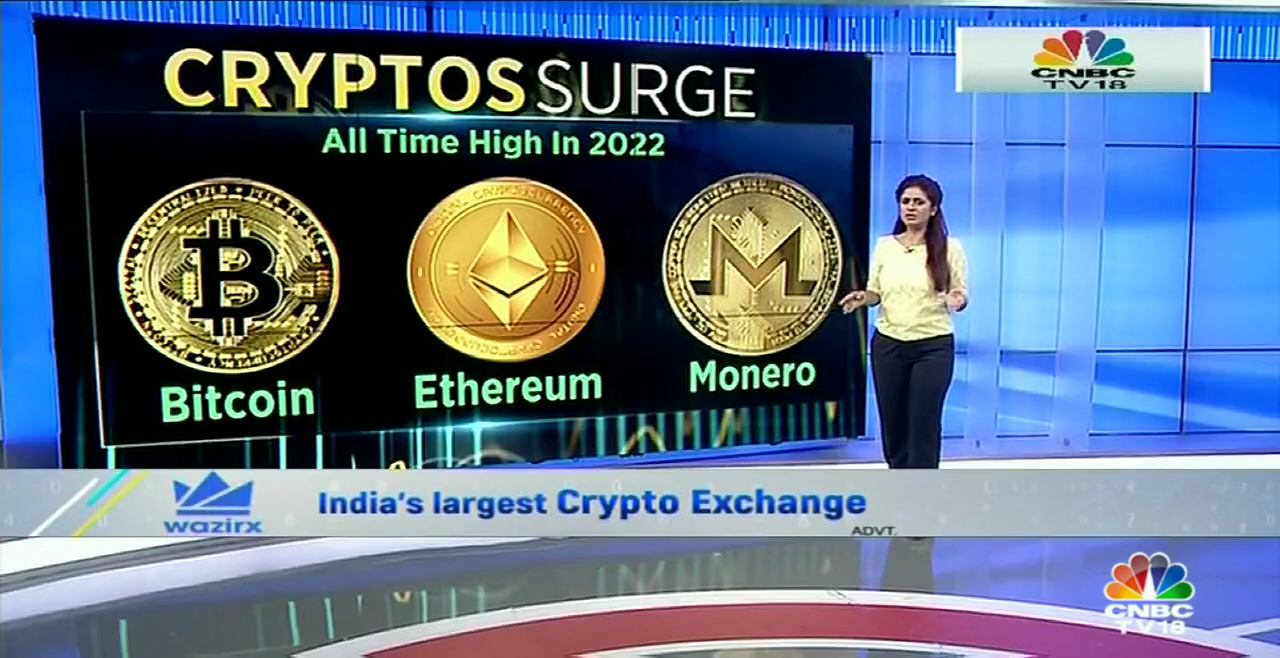 CRYPTOS SURGE
All Time High In 2022
Bitcoin
Ethereum
Monero
CNBC
TV18
wazirx
India's largest Crypto Exchange
ADVT.
CNBC
TV18